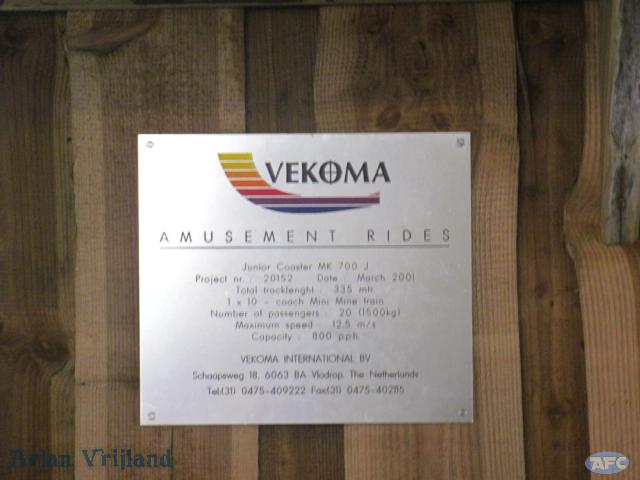 VEKOMA
AMUSEMENT RIDES
Junior Coaster MK 700 J
Project nr. : 20152 Date : March 2001
Total tracklenght : 335 mtr.
1 x 10 - coach Mini Mine train
Number of passengers : 20 (1500kg)
Maximum speed : 12.5 m/s
Capacity : 800 p.p.h.
VEKOMA INTERNATIONAL BV
Schaapsweg 18, 6063 BA Vlodrop, The Netherlands
Tel.(31) 0475-409222 Fax(31) 0475-402115
Arjan Vrijland
AFC